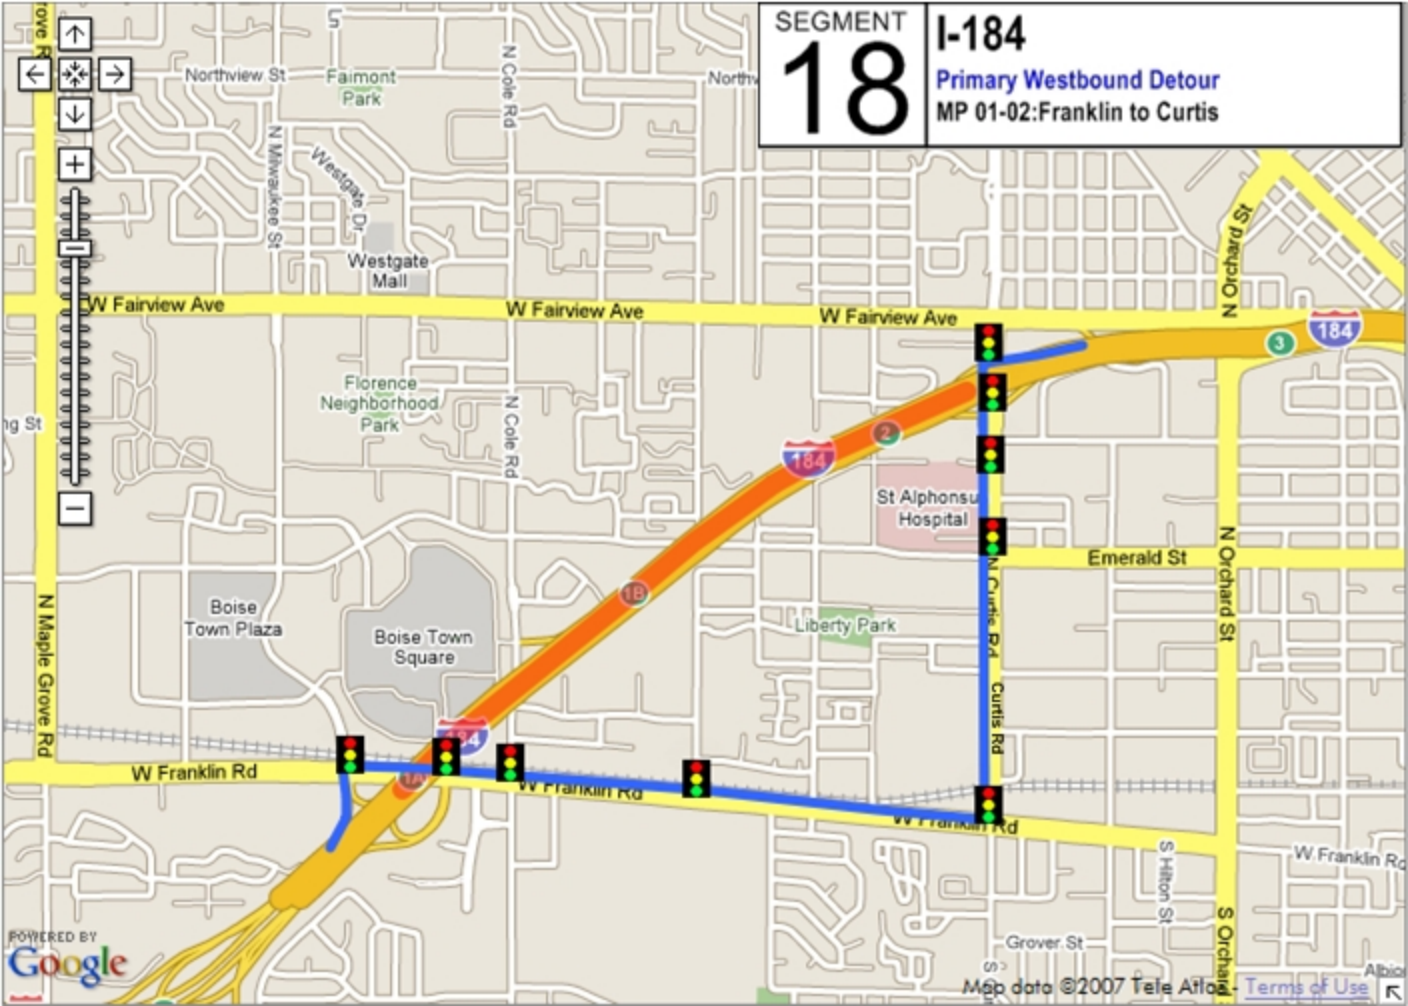 SEGMENT
18
I-184
Primary Westbound Detour
MP 01-02:Franklin to Curtis
Northview St
Faimont
Park
N Cole Rd
N Milwaukee St
Westgate Dr
Westgate
Mall
N Orchard St
W Fairview Ave
W Fairview Ave
W Fairview Ave
184
3
Florence
Neighborhood
Park
N Cole Rd
2
184
St Alphonsu
Hospital
Emerald St
N Orchard St
1B
Boise
Town Plaza
Boise Town
Square
Liberty Park
N Curtis Rd
Curtis Rd
N Maple Grove Rd
184
1A
W Franklin Rd
W Franklin Rd
W Franklin Rd
W Franklin Rd
S Hilton St
S Orchard
Grover St
POWERED BY
Google
Map data ©2007 Tele Atlas - Terms of Use